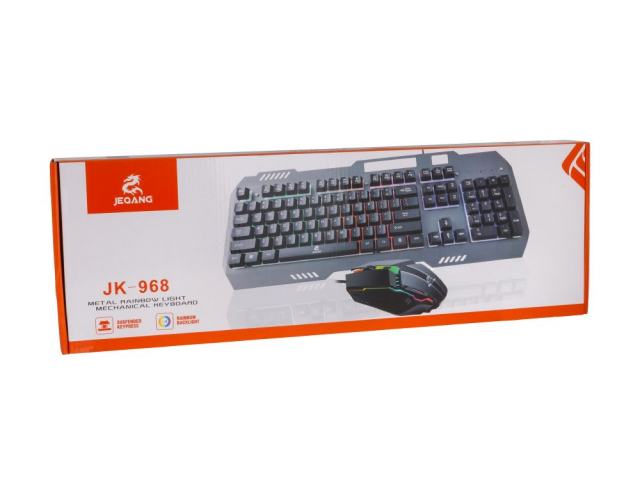 JEQANG
JK-968
METAL RAINBOW LIGHT
MECHANICAL KEYBOARD
SUSPENDED
KEYPRESS
RAINBOW
BACKLIGHT